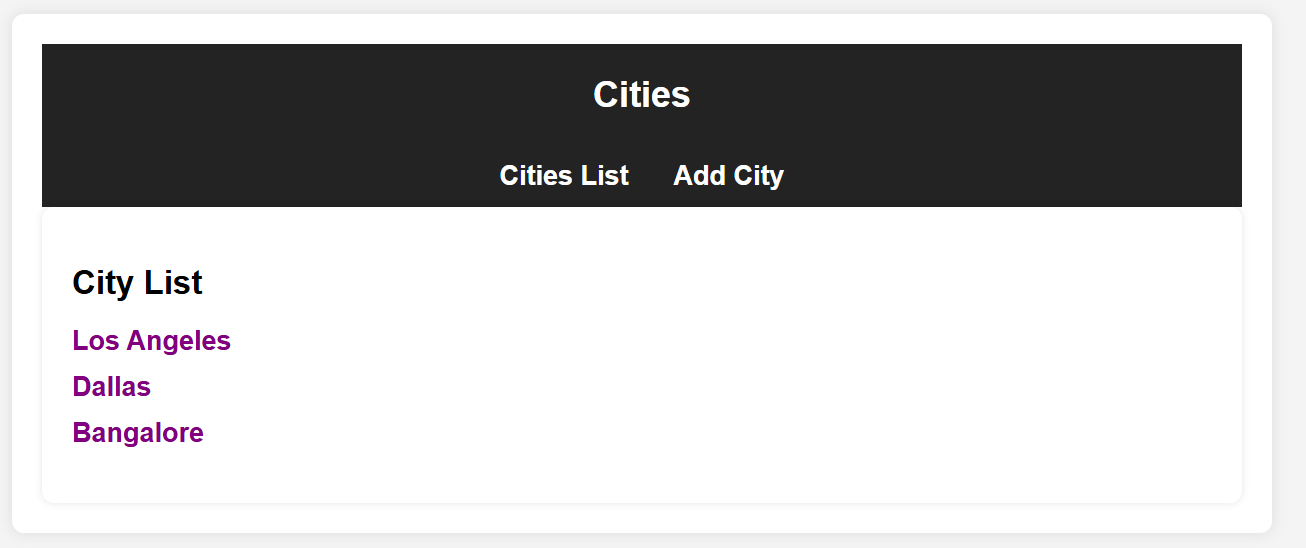 Cities
Cities List Add City
City List
Los Angeles
Dallas
Bangalore